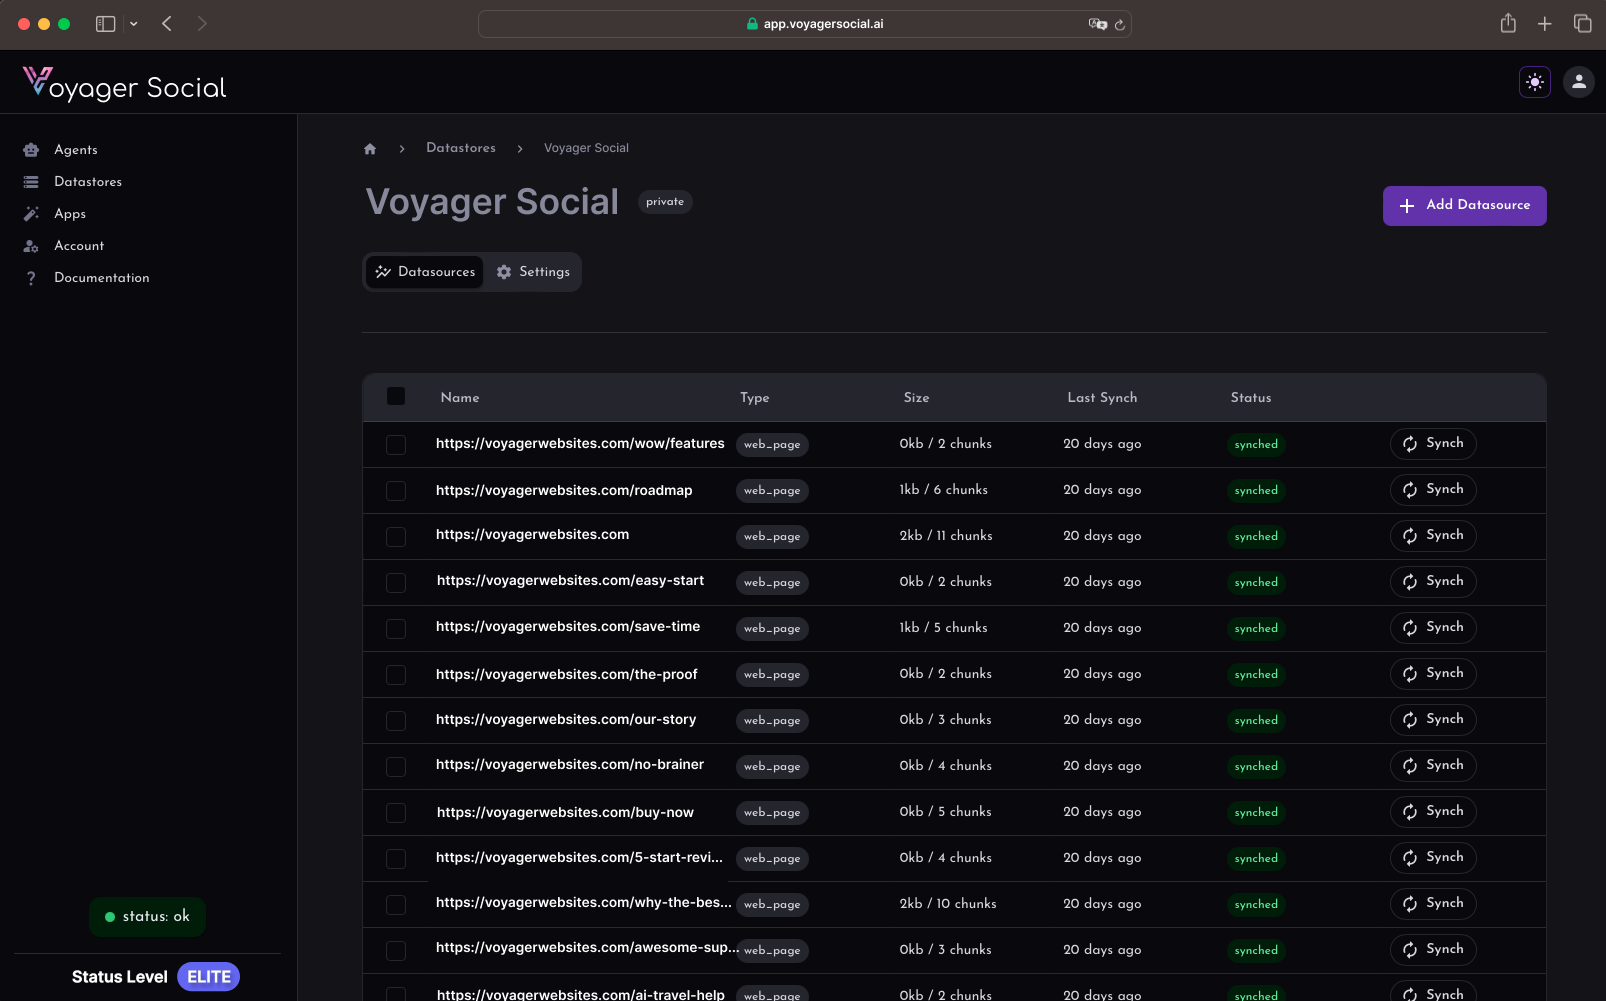 app.voyagersocial.ai
Voyager Social
Agents
Datastores
Apps
Account
Documentation
status: ok
Status Level ELITE
Datastores Voyager Social
Voyager Social private
Add Datasource
Datasources Settings
Name Type Size Last Synch Status
https://voyagerwebsites.com/wow/features web_page 0kb / 2 chunks 20 days ago synched Synch
https://voyagerwebsites.com/roadmap web_page 1kb / 6 chunks 20 days ago synched Synch
https://voyagerwebsites.com web_page 2kb / 11 chunks 20 days ago synched Synch
https://voyagerwebsites.com/easy-start web_page 0kb / 2 chunks 20 days ago synched Synch
https://voyagerwebsites.com/save-time web_page 1kb / 5 chunks 20 days ago synched Synch
https://voyagerwebsites.com/the-proof web_page 0kb / 2 chunks 20 days ago synched Synch
https://voyagerwebsites.com/our-story web_page 0kb / 3 chunks 20 days ago synched Synch
https://voyagerwebsites.com/no-brainer web_page 0kb / 4 chunks 20 days ago synched Synch
https://voyagerwebsites.com/buy-now web_page 0kb / 5 chunks 20 days ago synched Synch
https://voyagerwebsites.com/5-start-revi... web_page 0kb / 4 chunks 20 days ago synched Synch
https://voyagerwebsites.com/why-the-bes... web_page 2kb / 10 chunks 20 days ago synched Synch
https://voyagerwebsites.com/awesome-sup... web_page 0kb / 3 chunks 20 days ago synched Synch
https://voyagerwebsites.com/ai-travel-help web_page 0kb / 2 chunks 20 days ago synched Synch